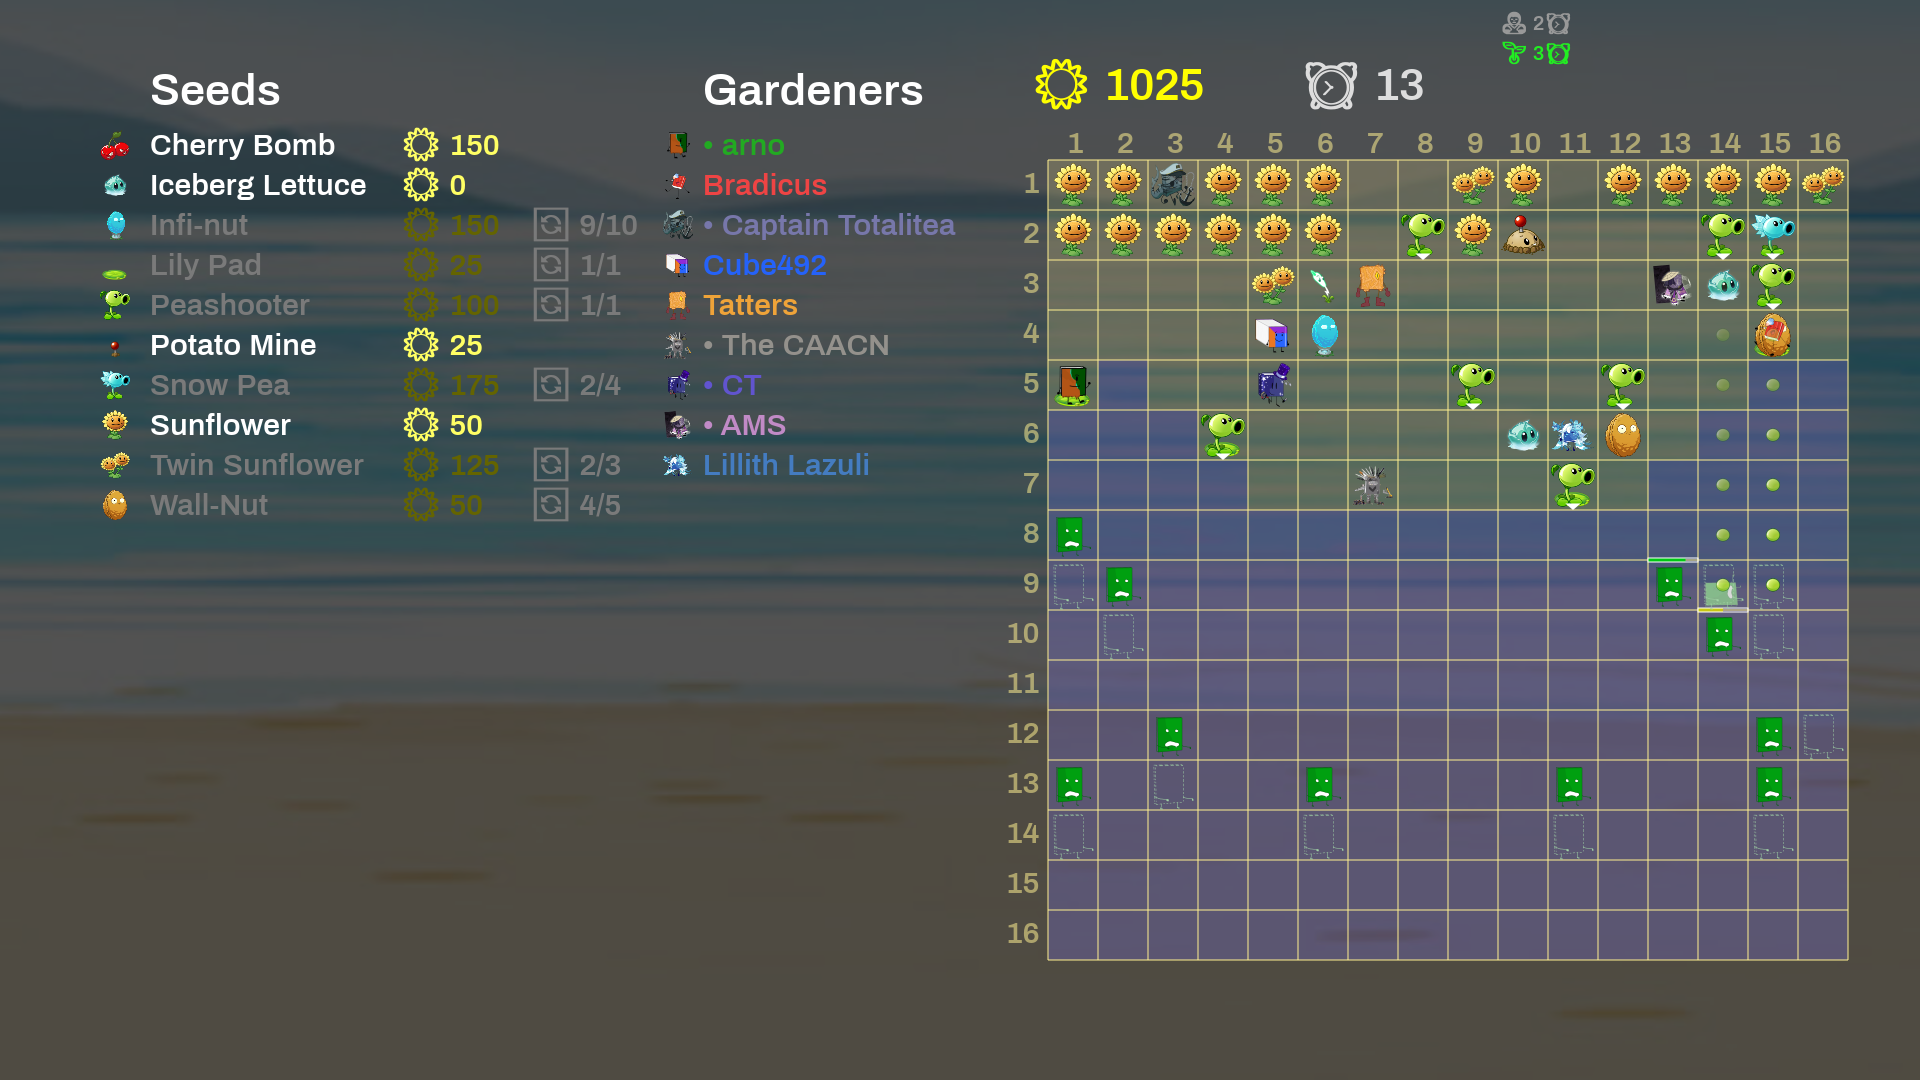 2
3
Seeds
Gardeners
1025
13
Cherry Bomb 150
Iceberg Lettuce 0
Infi-nut 150 9/10
Lily Pad 25 1/1
Peashooter 100 1/1
Potato Mine 25
Snow Pea 175 2/4
Sunflower 50
Twin Sunflower 125 2/3
Wall-Nut 50 4/5
• arno
Bradicus
• Captain Totalitea
Cube492
Tatters
• The CAACN
• CT
• AMS
Lillith Lazuli
1 2 3 4 5 6 7 8 9 10 11 12 13 14 15 16
1
2
3
4
5
6
7
8
9
10
11
12
13
14
15
16